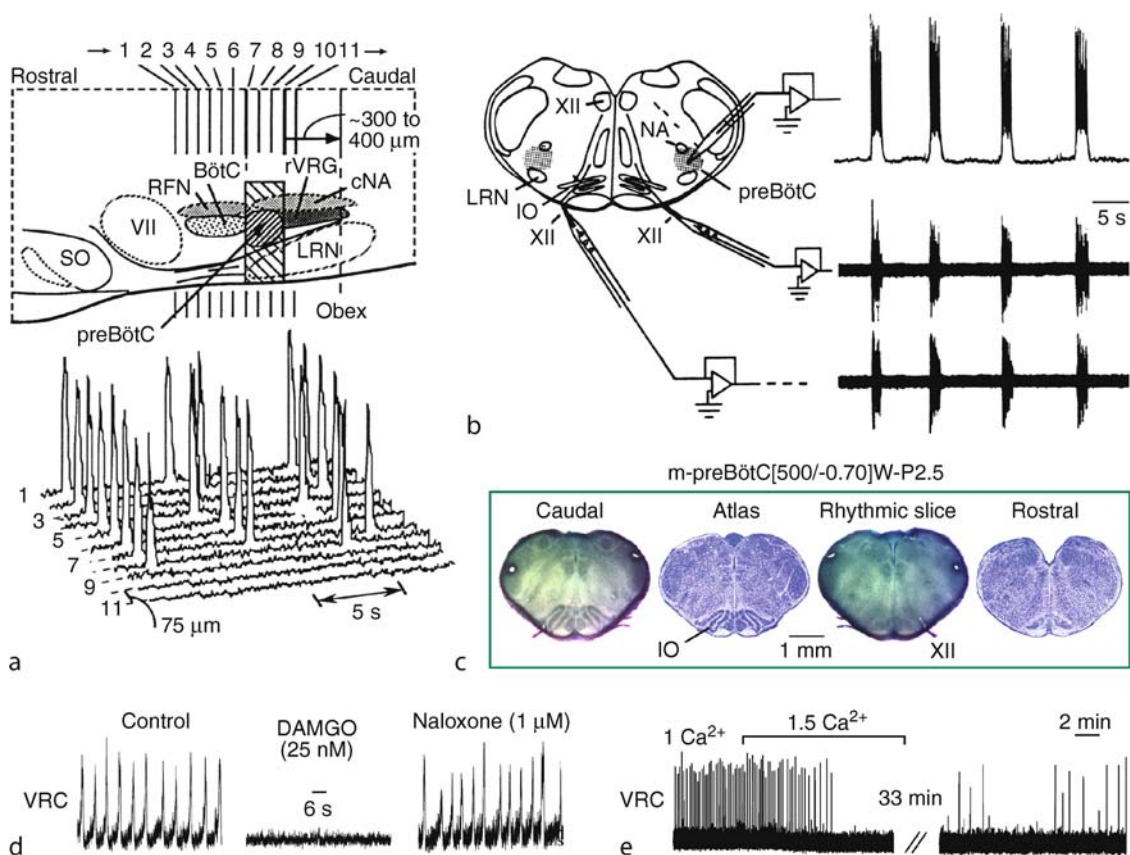 → 1 2 3 4 5 6 7 8 9 10 11 →
Rostral
Caudal
~300 to
400 μm
BötC
rVRG
RFN
cNA
VII
SO
LRN
Obex
preBötC
1
3
5
7
9
11
5 s
75 μm
a
XII
NA
LRN
IO
preBötC
XII
XII
5 s
b
m-preBötC[500/-0.70]W-P2.5
Caudal Atlas Rhythmic slice Rostral
IO
1 mm
XII
c
Control
DAMGO
(25 nM)
Naloxone (1 μM)
6 s
VRC
d
1 Ca²⁺
1.5 Ca²⁺
2 min
VRC
33 min
e